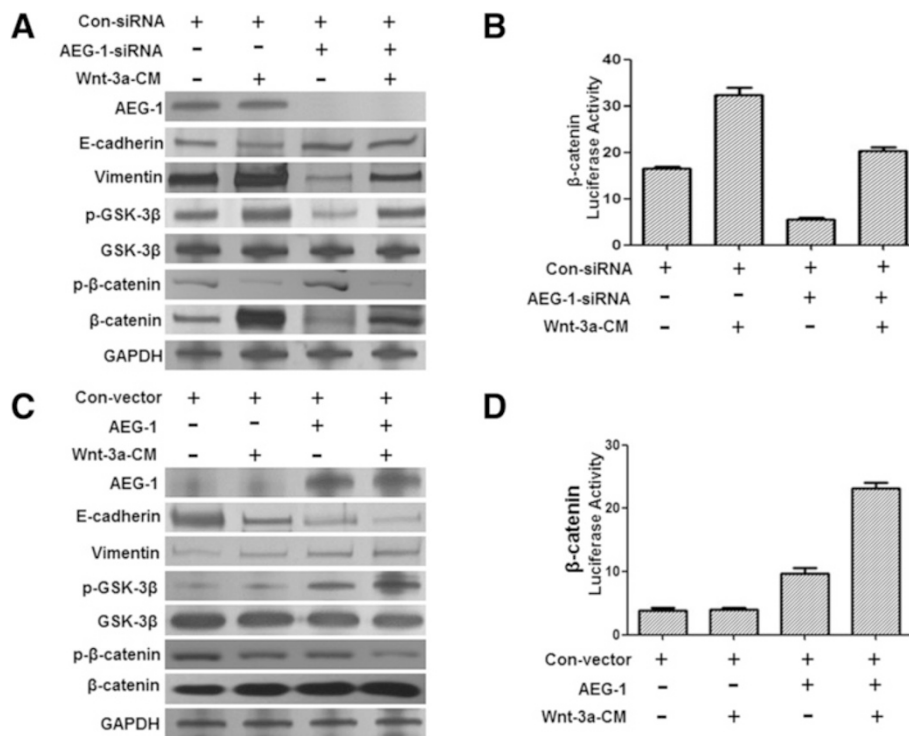 A
Con-siRNA + + + +
AEG-1-siRNA - - + +
Wnt-3a-CM - + - +
AEG-1
E-cadherin
Vimentin
p-GSK-3β
GSK-3β
p-β-catenin
β-catenin
GAPDH
B
β-catenin
Luciferase Activity
40
30
20
10
0
Con-siRNA + + + +
AEG-1-siRNA - - + +
Wnt-3a-CM - + - +
C
Con-vector + + + +
AEG-1 - - + +
Wnt-3a-CM - + - +
AEG-1
E-cadherin
Vimentin
p-GSK-3β
GSK-3β
p-β-catenin
β-catenin
GAPDH
D
β-catenin
Luciferase Activity
30
20
10
0
Con-vector + + + +
AEG-1 - - + +
Wnt-3a-CM - + - +